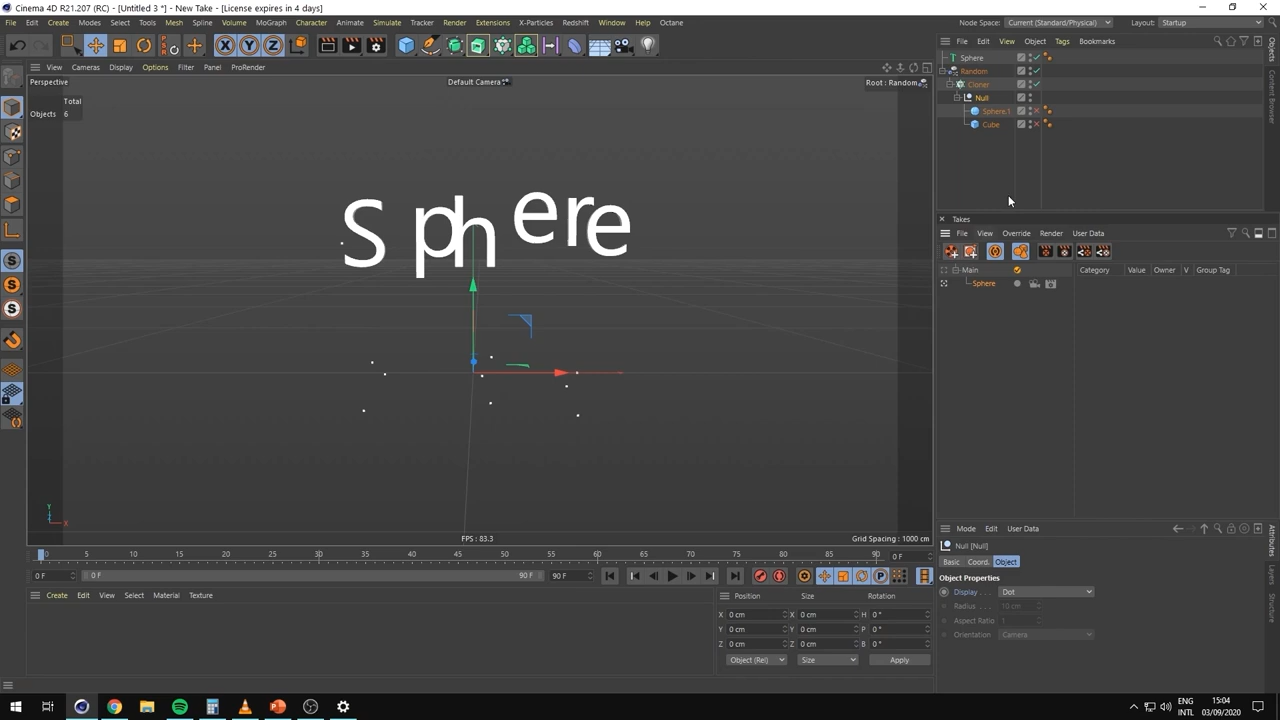 Cinema 4D R21.207 (RC) - [Untitled 3 *] - [New Take] - [License expires in 4 days]
File Edit Create Modes Select Tools Mesh Spline Volume MoGraph Character Animate Simulate Tracker Render Extensions X-Particles Redshift Window Help Octane
Node Space: Current (Standard/Physical) Layout: Startup
X Y Z
File Edit View Object Tags Bookmarks
Objects
Content Browser
View Cameras Display Options Filter Panel ProRender
Perspective Default Camera Root : Random
Total
Objects 6
Sphere
Random
Cloner
Null
Sphere.1
Cube
Sphere
Takes
File View Override Render User Data
Main
Sphere
Category Value Owner V Group Tag
Y
Z
X
FPS : 83.3
Grid Spacing : 1000 cm
Mode Edit User Data
Null [Null]
Basic Coord. Object
Object Properties
Display . . . Dot
Radius . . . 10 cm
Aspect Ratio 1
Orientation Camera
Attributes
Layers
Structure
0 5 10 15 20 25 30 35 40 45 50 55 60 65 70 75 80 85 90 0 F
0 F 0 F 90 F 90 F
P
Create Edit View Select Material Texture
Position Size Rotation
X 0 cm X 0 cm H 0 °
Y 0 cm Y 0 cm P 0 °
Z 0 cm Z 0 cm B 0 °
Object (Rel) Size Apply
ENG
INTL
15:04
03/09/2020